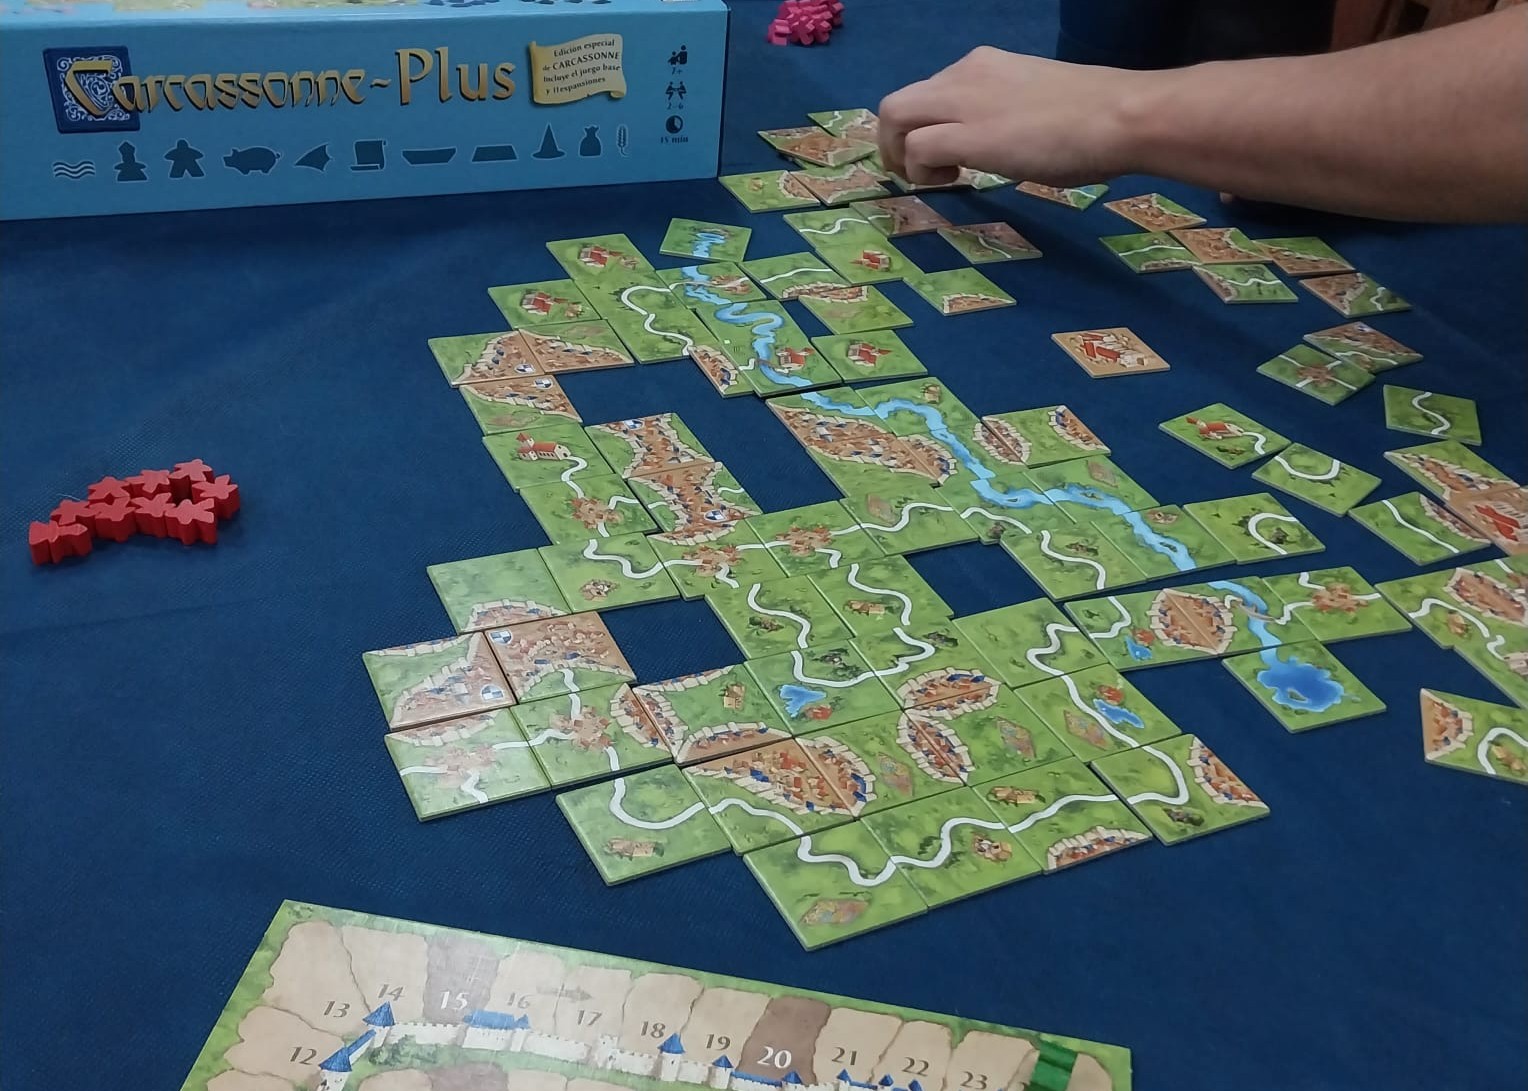 Carcassonne-Plus
Edición especial
de CARCASSONNE
Incluye el juego base
y 11 expansiones
7+
2-6
35 min
13
14
15
16
17
18
19
12
20
21
22
23